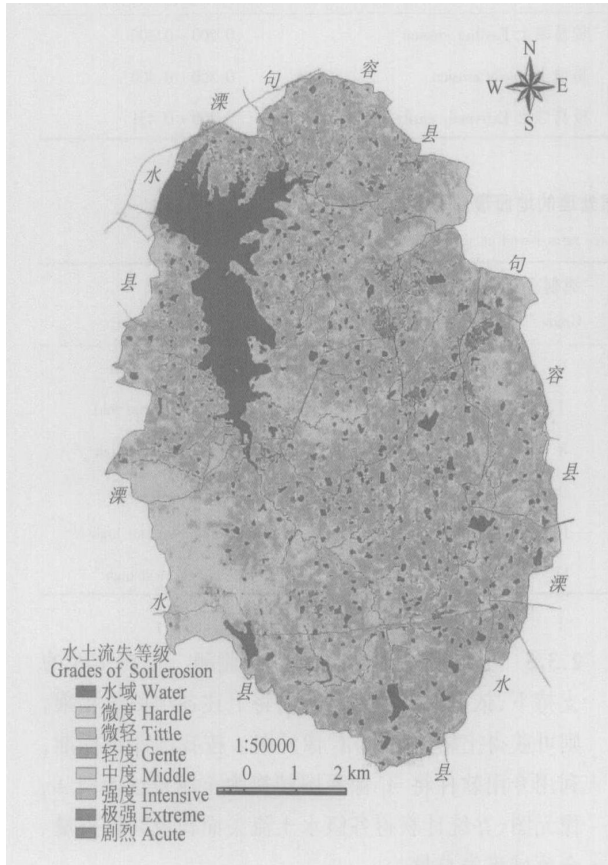 N
W E
S
溧
句
容
县
水
县
句
容
县
溧
溧
水
水
县
县
水土流失等级
Grades of Soil erosion
水域 Water
微度 Hardle
微轻 Tittle
轻度 Gente
中度 Middle
强度 Intensive
极强 Extreme
剧烈 Acute
1:50000
0 1 2 km